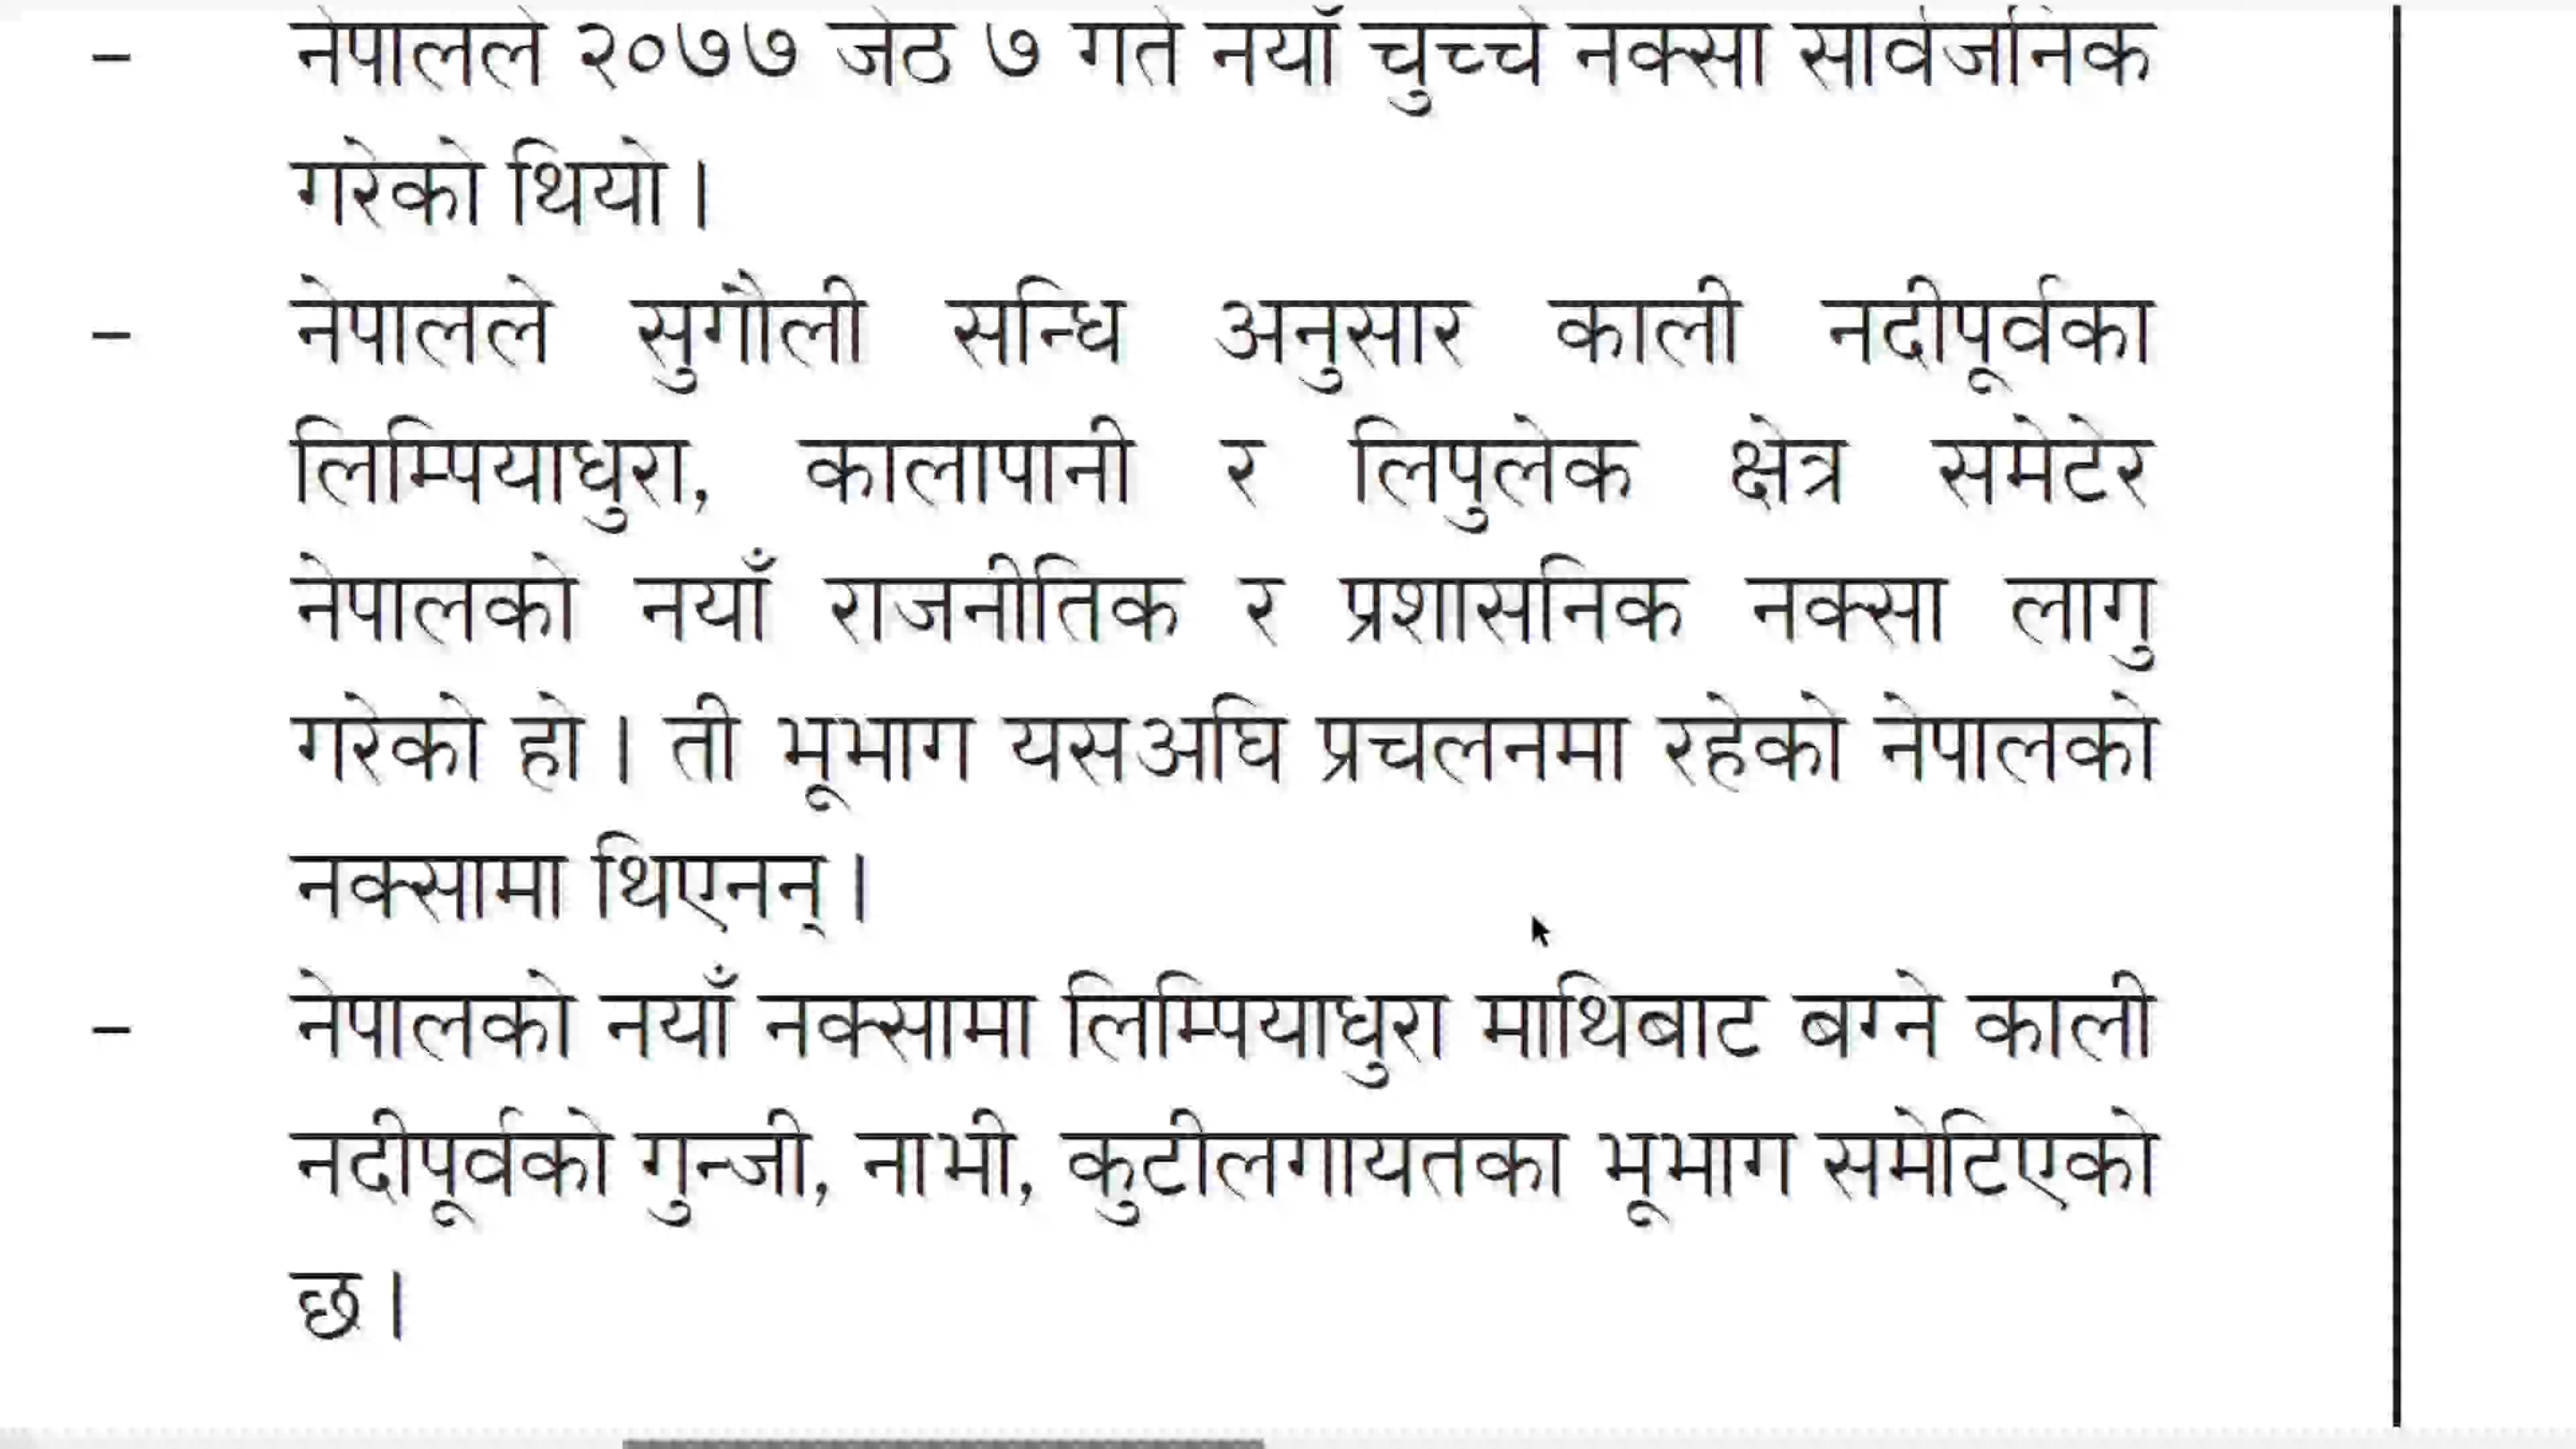 – नेपालले २०७७ जेठ ७ गते नयाँ चुच्चे नक्सा सार्वजनिक
गरेको थियो ।
– नेपालले सुगौली सन्धि अनुसार काली नदीपूर्वका
लिम्पियाधुरा, कालापानी र लिपुलेक क्षेत्र समेटेर
नेपालको नयाँ राजनीतिक र प्रशासनिक नक्सा लागु
गरेको हो । ती भूभाग यसअघि प्रचलनमा रहेको नेपालको
नक्सामा थिएनन् ।
– नेपालको नयाँ नक्सामा लिम्पियाधुरा माथिबाट बग्ने काली
नदीपूर्वको गुन्जी, नाभी, कुटीलगायतका भूभाग समेटिएको
छ ।